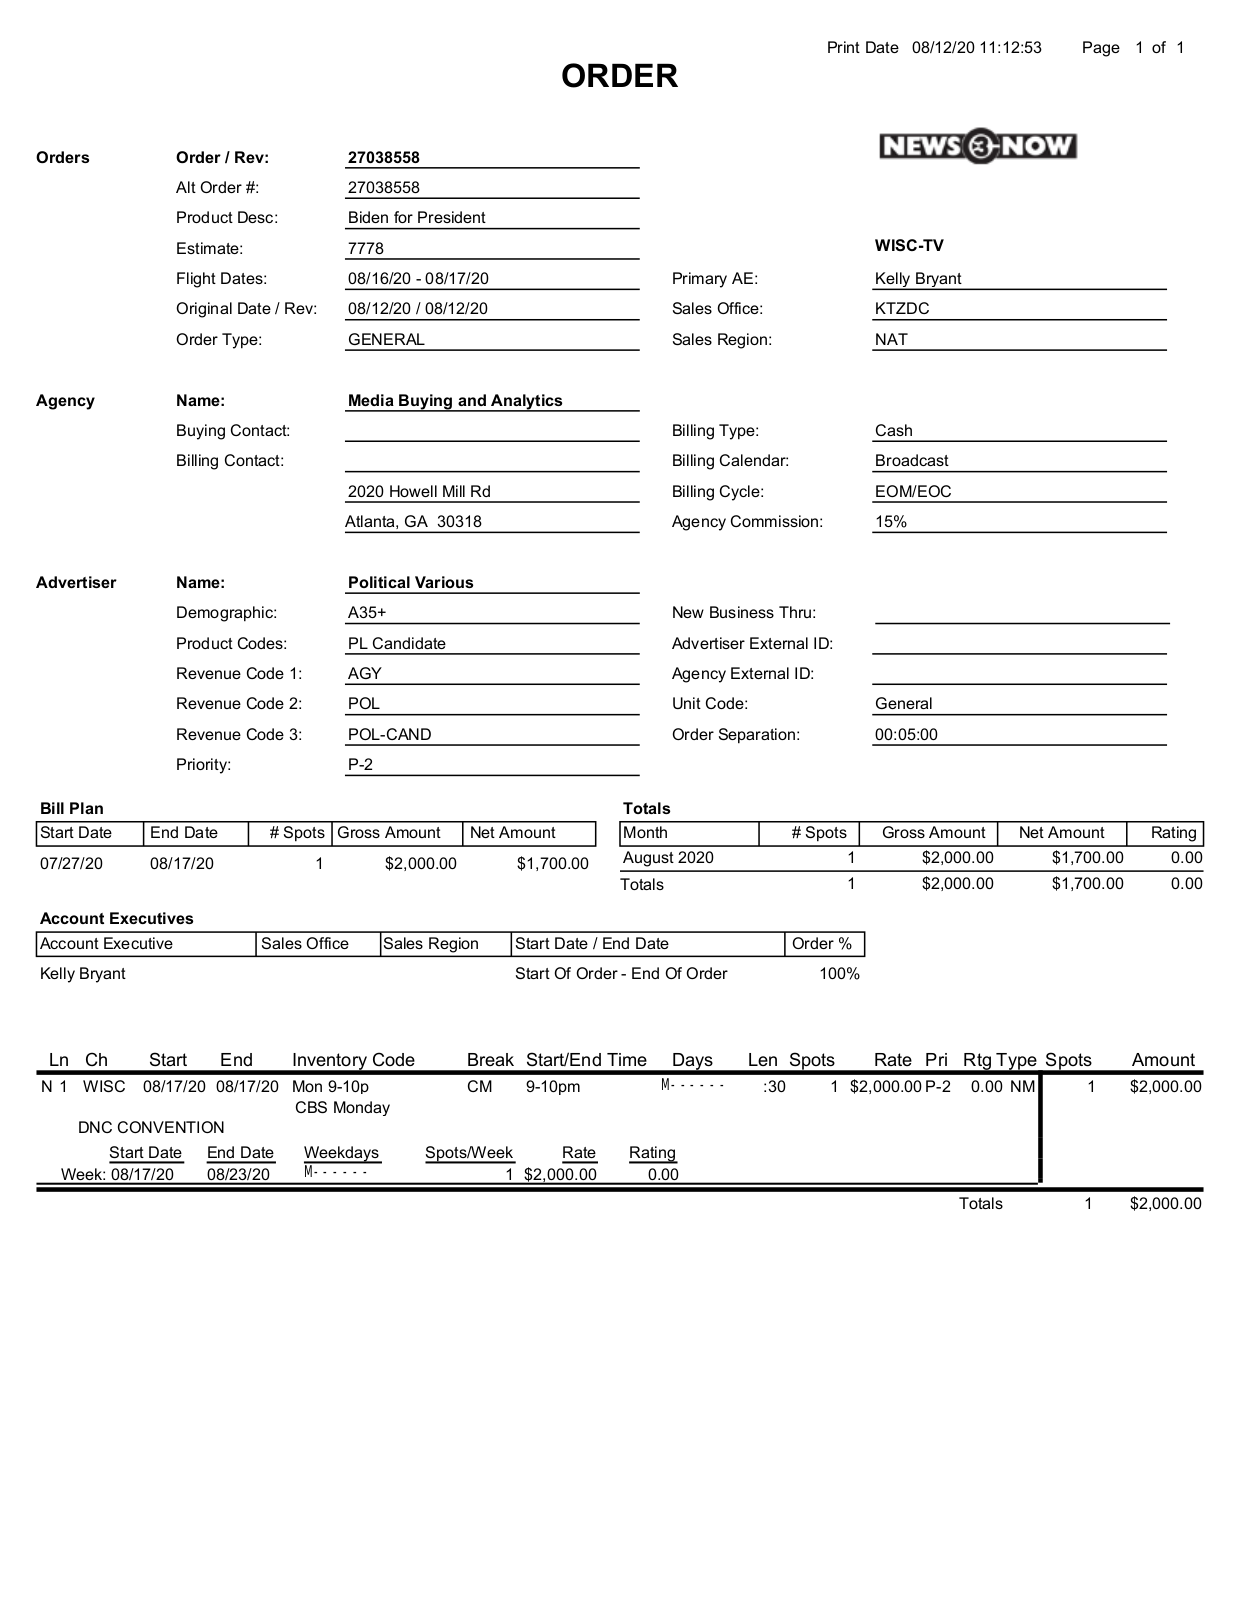 Print Date 08/12/20 11:12:53 Page 1 of 1
ORDER
NEWS 3 NOW
Orders Order / Rev: 27038558
Alt Order #: 27038558
Product Desc: Biden for President
Estimate: 7778 WISC-TV
Flight Dates: 08/16/20 - 08/17/20 Primary AE: Kelly Bryant
Original Date / Rev: 08/12/20 / 08/12/20 Sales Office: KTZDC
Order Type: GENERAL Sales Region: NAT
Agency Name: Media Buying and Analytics
Buying Contact: Billing Type: Cash
Billing Contact: Billing Calendar: Broadcast
2020 Howell Mill Rd Billing Cycle: EOM/EOC
Atlanta, GA 30318 Agency Commission: 15%
Advertiser Name: Political Various
Demographic: A35+ New Business Thru:
Product Codes: PL Candidate Advertiser External ID:
Revenue Code 1: AGY Agency External ID:
Revenue Code 2: POL Unit Code: General
Revenue Code 3: POL-CAND Order Separation: 00:05:00
Priority: P-2
Bill Plan
Start Date End Date # Spots Gross Amount Net Amount
07/27/20 08/17/20 1 $2,000.00 $1,700.00
Totals
Month # Spots Gross Amount Net Amount Rating
August 2020 1 $2,000.00 $1,700.00 0.00
Totals 1 $2,000.00 $1,700.00 0.00
Account Executives
Account Executive Sales Office Sales Region Start Date / End Date Order %
Kelly Bryant Start Of Order - End Of Order 100%
Ln Ch Start End Inventory Code Break Start/End Time Days Len Spots Rate Pri Rtg Type Spots Amount
N 1 WISC 08/17/20 08/17/20 Mon 9-10p CM 9-10pm M------ :30 1 $2,000.00 P-2 0.00 NM 1 $2,000.00
CBS Monday
DNC CONVENTION
Start Date End Date Weekdays Spots/Week Rate Rating
Week: 08/17/20 08/23/20 M------ 1 $2,000.00 0.00
Totals 1 $2,000.00